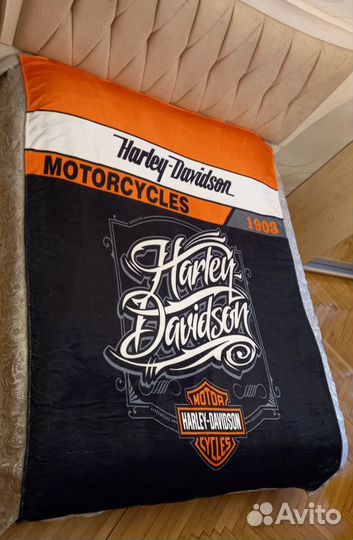 Harley-Davidson
MOTORCYCLES
1903
Harley-
Davidson
MOTOR
HARLEY-DAVIDSON
CYCLES
Avito